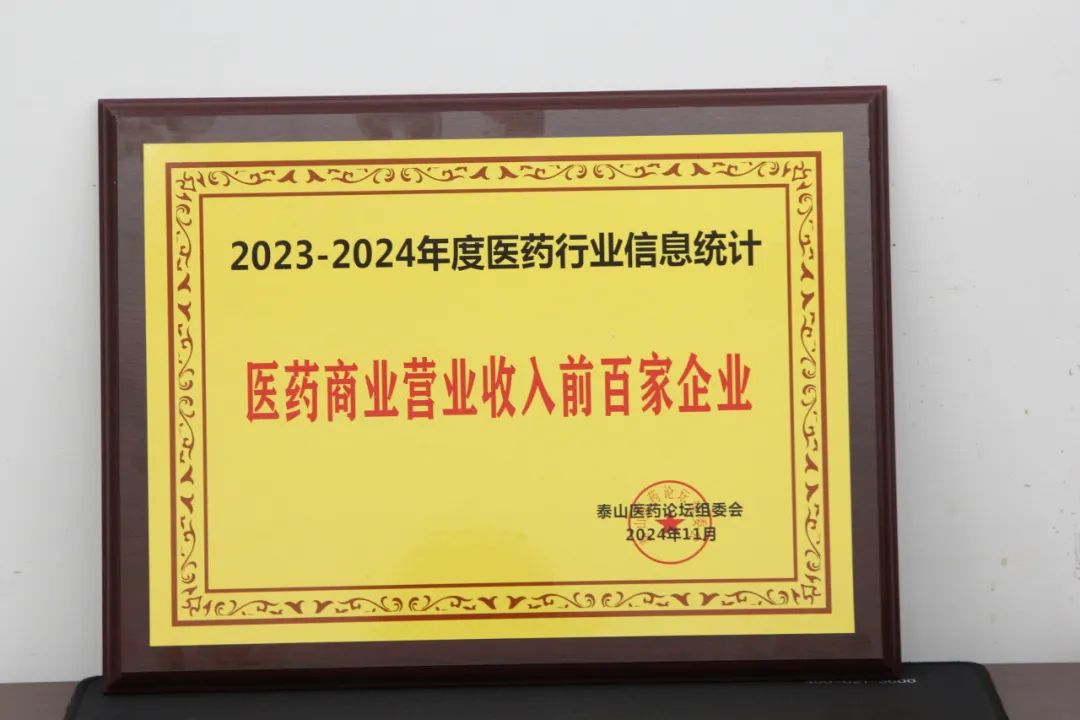 2023-2024年度医药行业信息统计
医药商业营业收入前百家企业
泰山医药论坛组委会
2024年11月